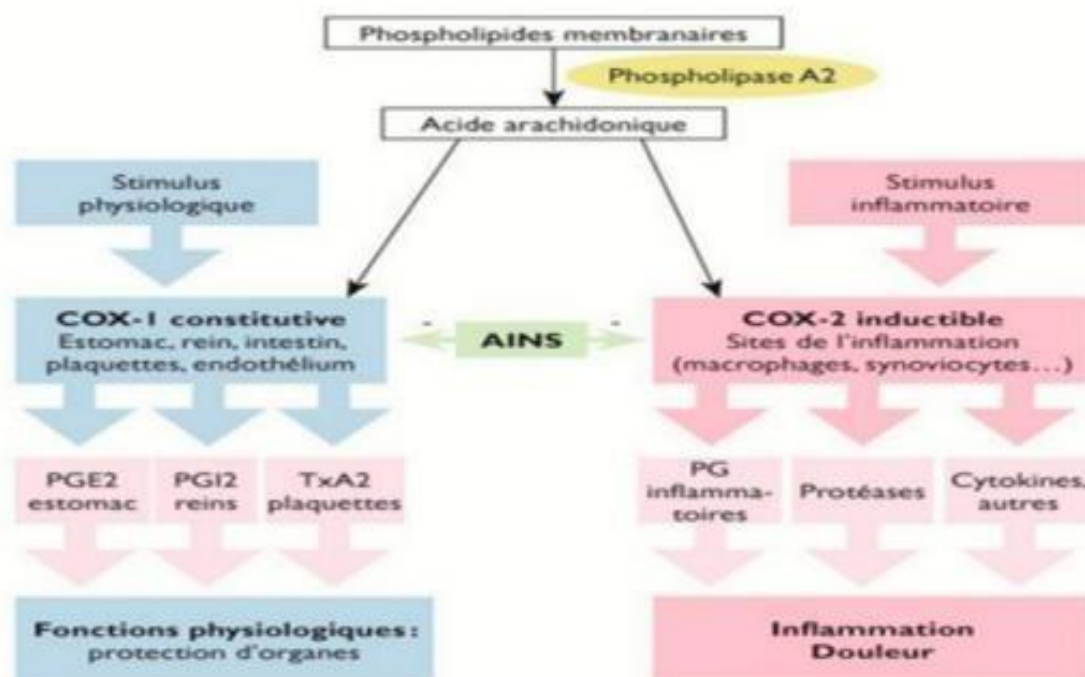 Phospholipides membranaires
Phospholipase A2
Acide arachidonique
Stimulus
physiologique
Stimulus
inflammatoire
COX-1 constitutive
Estomac, rein, intestin,
plaquettes, endothélium
-
AINS
-
COX-2 inductible
Sites de l'inflammation
(macrophages, synoviocytes...)
PGE2
estomac
PGI2
reins
TxA2
plaquettes
PG
inflamma-
toires
Protéases
Cytokines,
autres
Fonctions physiologiques :
protection d'organes
Inflammation
Douleur